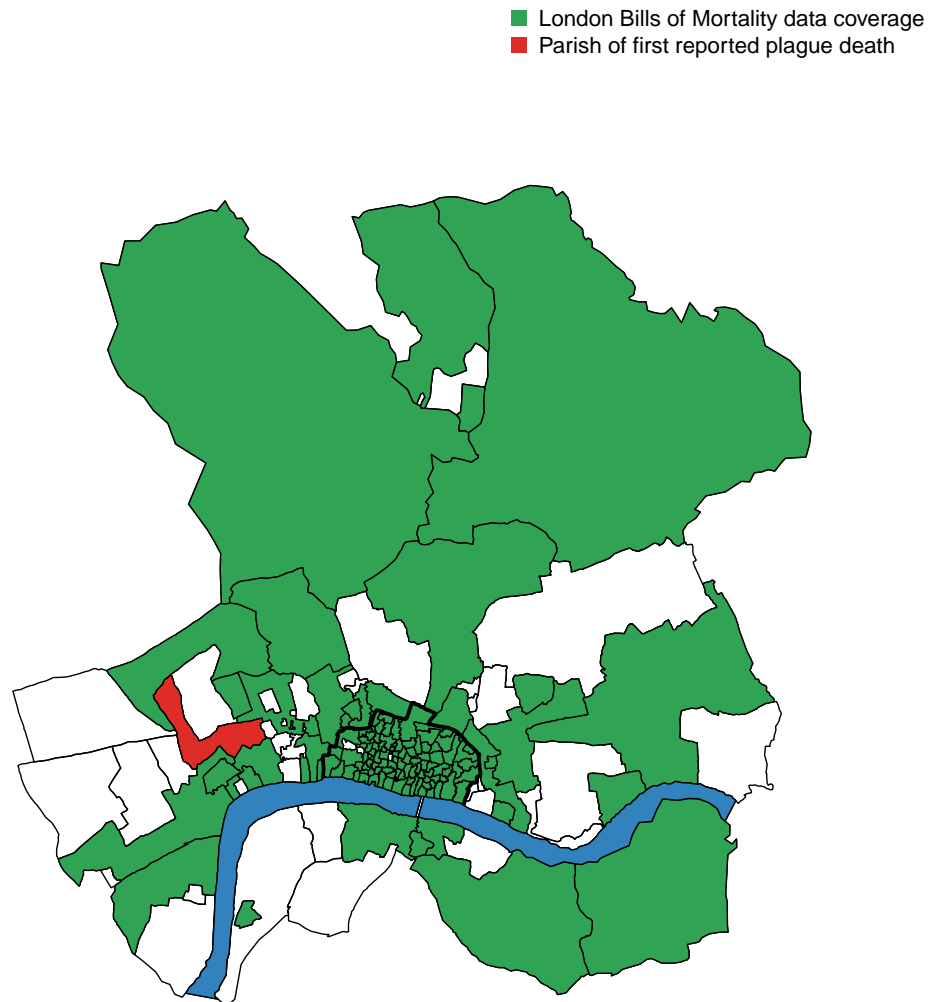 London Bills of Mortality data coverage
Parish of first reported plague death